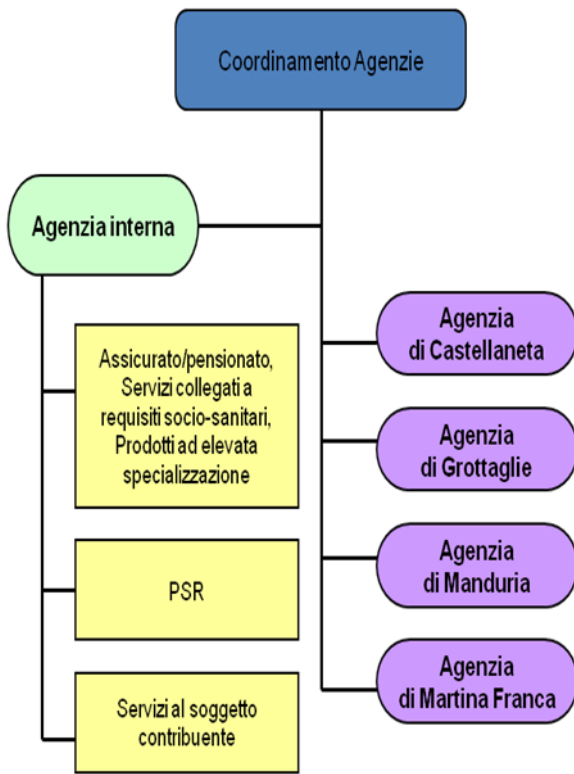 Coordinamento Agenzie
Agenzia interna
Assicurato/pensionato,
Servizi collegati a
requisiti socio-sanitari,
Prodotti ad elevata
specializzazione
PSR
Servizi al soggetto
contribuente
Agenzia
di Castellaneta
Agenzia
di Grottaglie
Agenzia
di Manduria
Agenzia
di Martina Franca